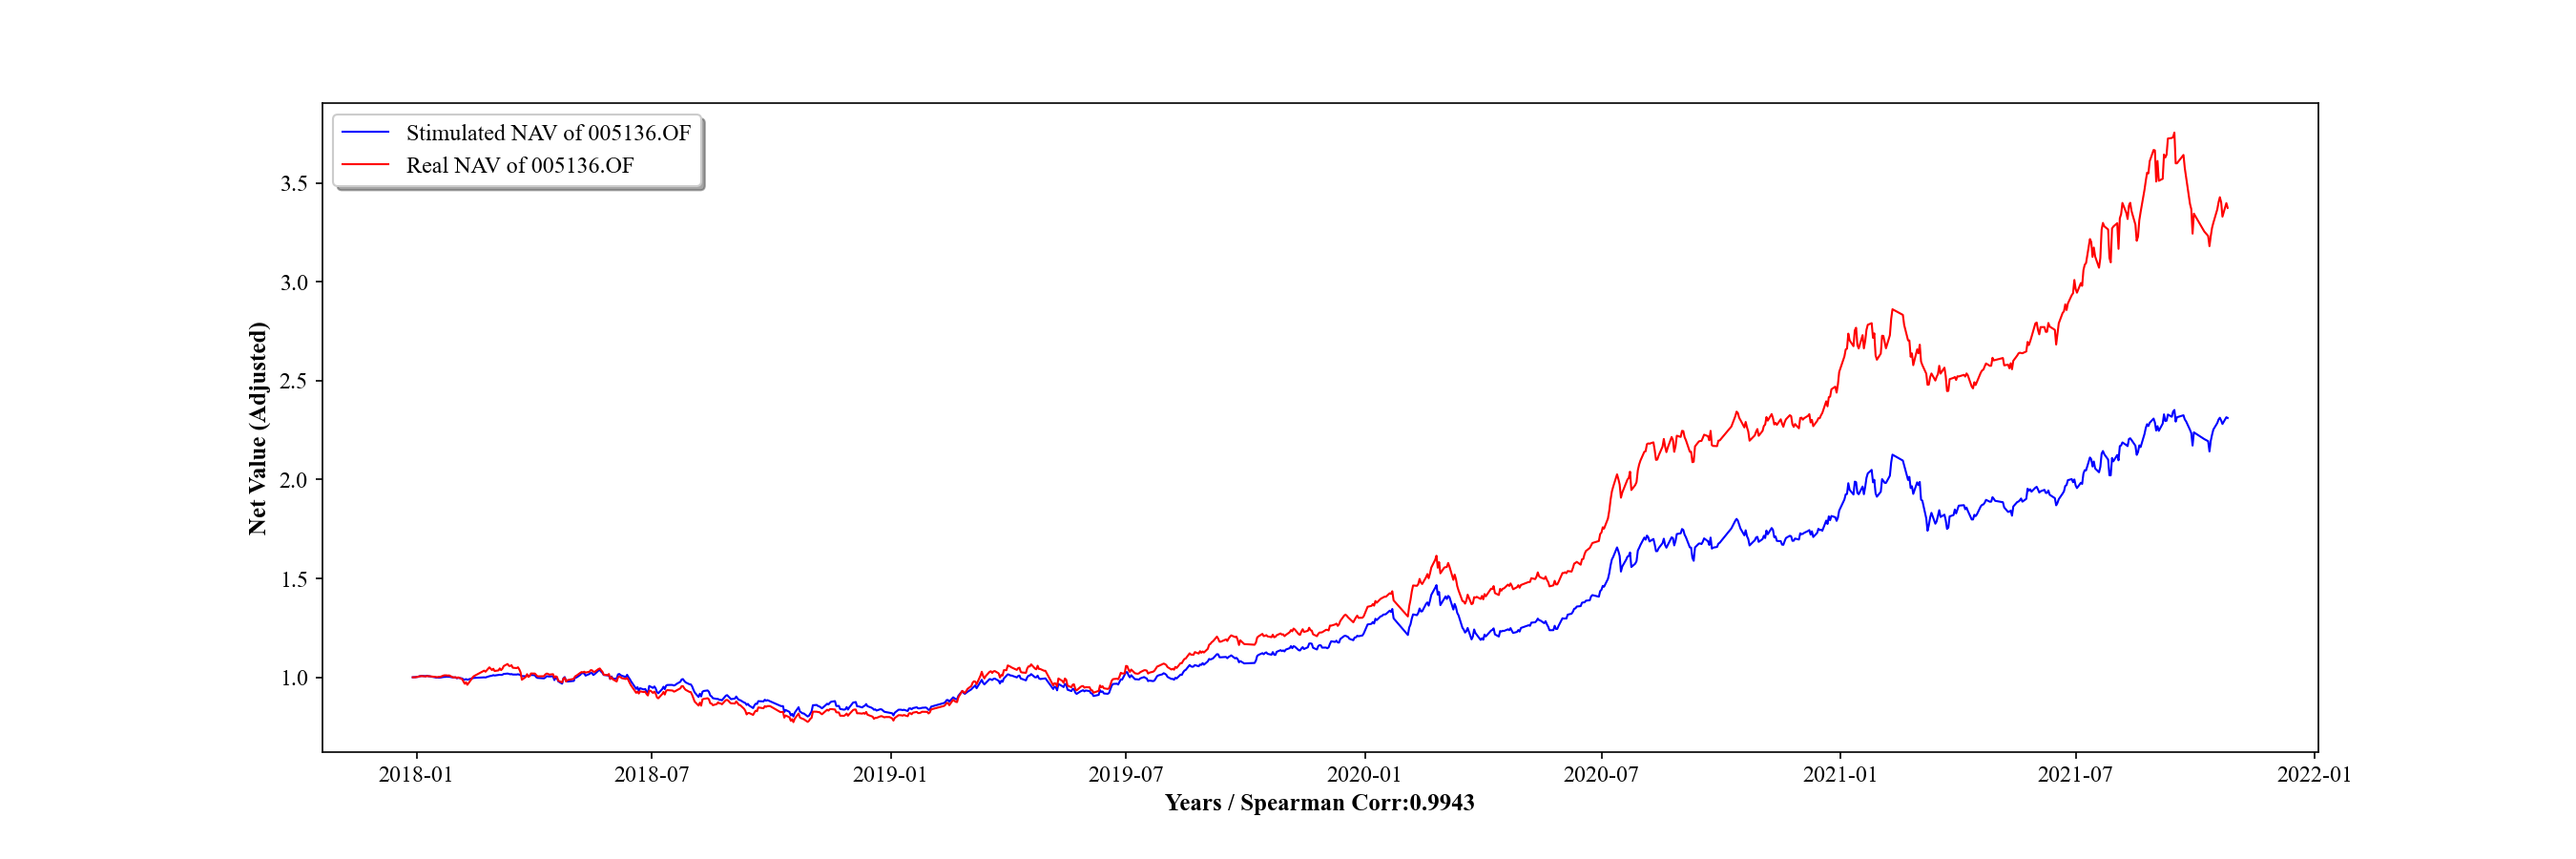 Stimulated NAV of 005136.OF
Real NAV of 005136.OF
3.5
3.0
2.5
2.0
1.5
1.0
Net Value (Adjusted)
2018-01 2018-07 2019-01 2019-07 2020-01 2020-07 2021-01 2021-07 2022-01
Years / Spearman Corr:0.9943